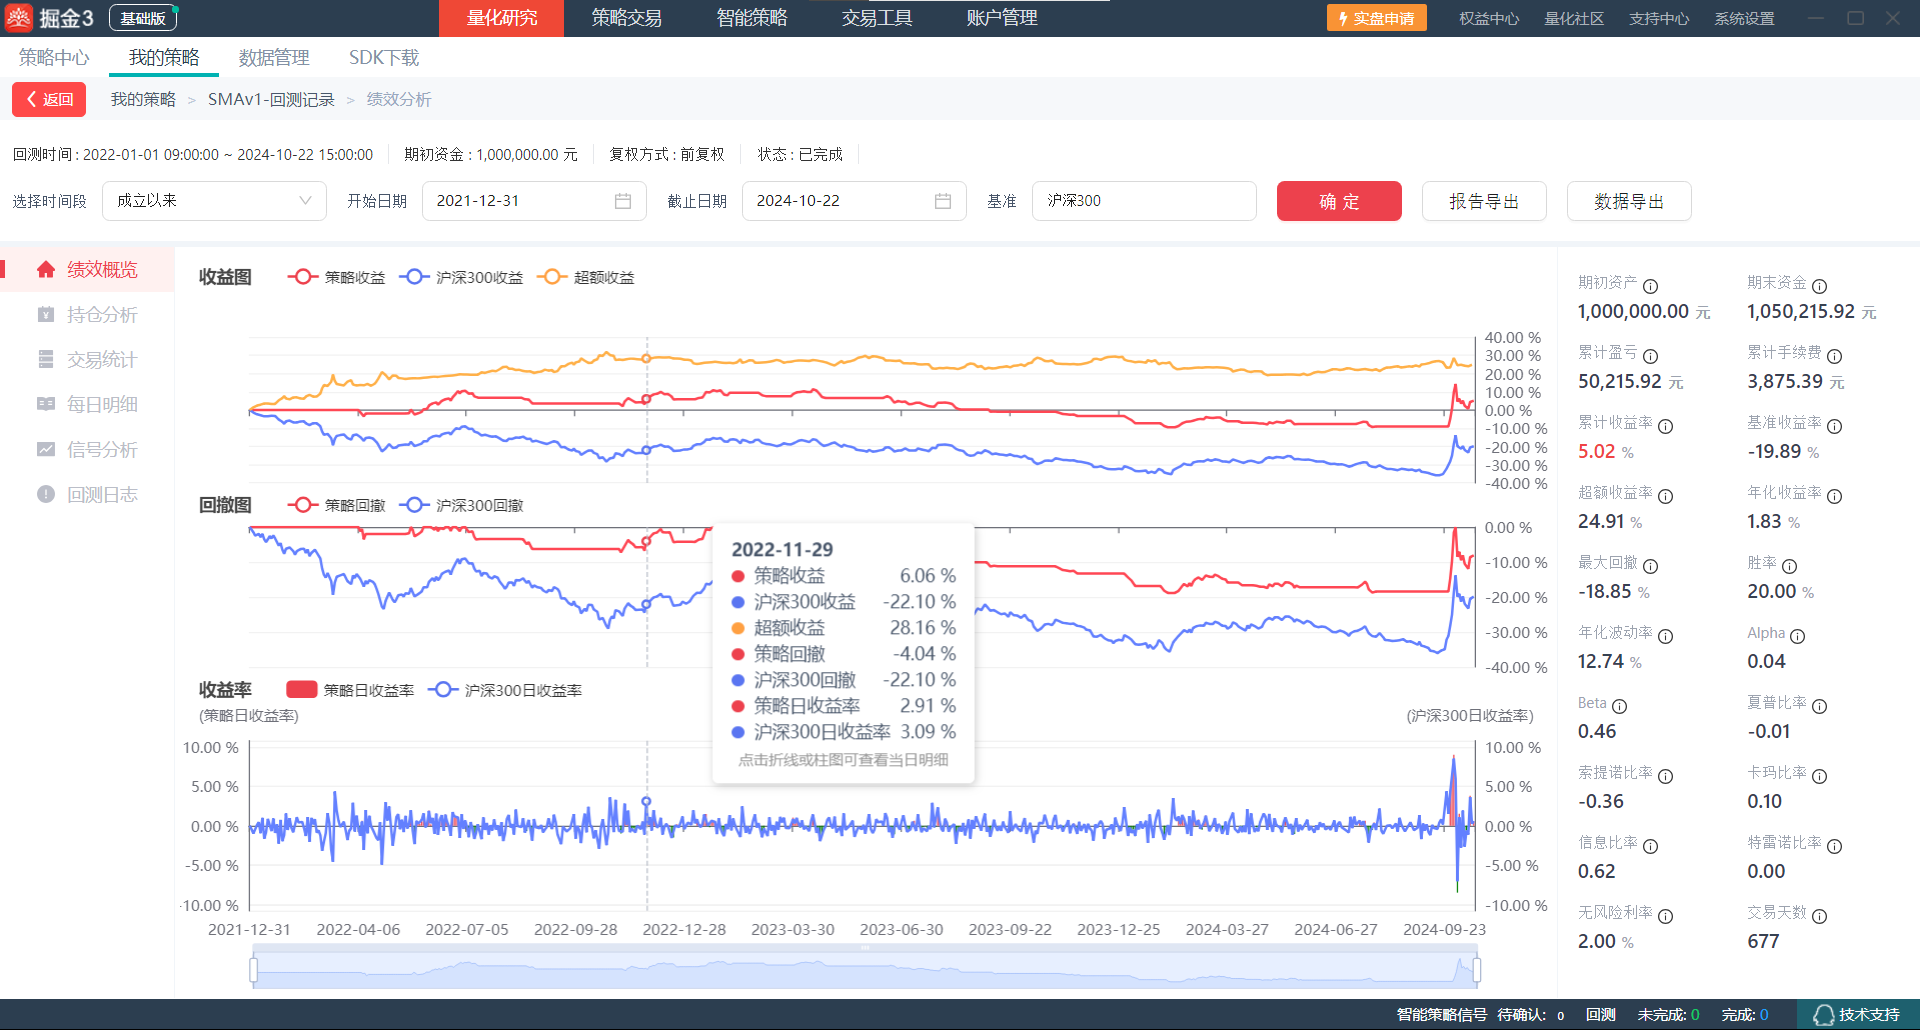 掘金3 基础版 量化研究 策略交易 智能策略 交易工具 账户管理 实盘申请 权益中心 量化社区 支持中心 系统设置
策略中心 我的策略 数据管理 SDK下载
返回 我的策略 > SMAv1-回测记录 > 绩效分析
回测时间 : 2022-01-01 09:00:00 ~ 2024-10-22 15:00:00 期初资金 : 1,000,000.00 元 复权方式 : 前复权 状态 : 已完成
选择时间段 成立以来 开始日期 2021-12-31 截止日期 2024-10-22 基准 沪深300 确 定 报告导出 数据导出
绩效概览
持仓分析
交易统计
每日明细
信号分析
回测日志
收益图 策略收益 沪深300收益 超额收益
40.00 %
30.00 %
20.00 %
10.00 %
0.00 %
-10.00 %
-20.00 %
-30.00 %
-40.00 %
回撤图 策略回撤 沪深300回撤
0.00 %
-10.00 %
-20.00 %
-30.00 %
-40.00 %
2022-11-29
策略收益 6.06 %
沪深300收益 -22.10 %
超额收益 28.16 %
策略回撤 -4.04 %
沪深300回撤 -22.10 %
策略日收益率 2.91 %
沪深300日收益率 3.09 %
点击折线或柱图可查看当日明细
收益率 策略日收益率 沪深300日收益率
(策略日收益率) (沪深300日收益率)
10.00 % 10.00 %
5.00 % 5.00 %
0.00 % 0.00 %
-5.00 % -5.00 %
-10.00 % -10.00 %
2021-12-31 2022-04-06 2022-07-05 2022-09-28 2022-12-28 2023-03-30 2023-06-30 2023-09-22 2023-12-25 2024-03-27 2024-06-27 2024-09-23
期初资产 期末资金
1,000,000.00 元 1,050,215.92 元
累计盈亏 累计手续费
50,215.92 元 3,875.39 元
累计收益率 基准收益率
5.02 % -19.89 %
超额收益率 年化收益率
24.91 % 1.83 %
最大回撤 胜率
-18.85 % 20.00 %
年化波动率 Alpha
12.74 % 0.04
Beta 夏普比率
0.46 -0.01
索提诺比率 卡玛比率
-0.36 0.10
信息比率 特雷诺比率
0.62 0.00
无风险利率 交易天数
2.00 % 677
智能策略信号 待确认: 0 回测 未完成: 0 完成: 0 技术支持